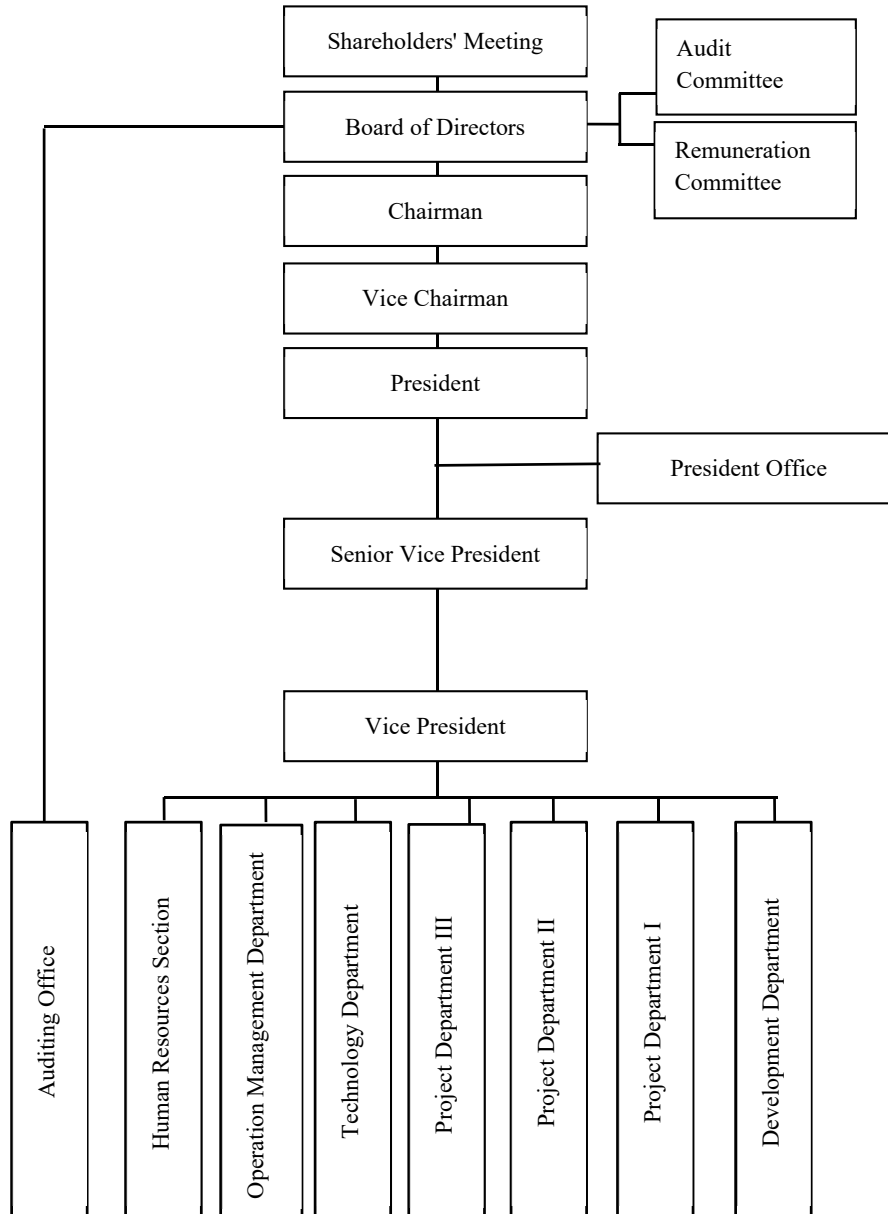 Shareholders' Meeting
Audit
Committee
Board of Directors
Remuneration
Committee
Chairman
Vice Chairman
President
President Office
Senior Vice President
Vice President
Auditing Office
Human Resources Section
Operation Management Department
Technology Department
Project Department III
Project Department II
Project Department I
Development Department